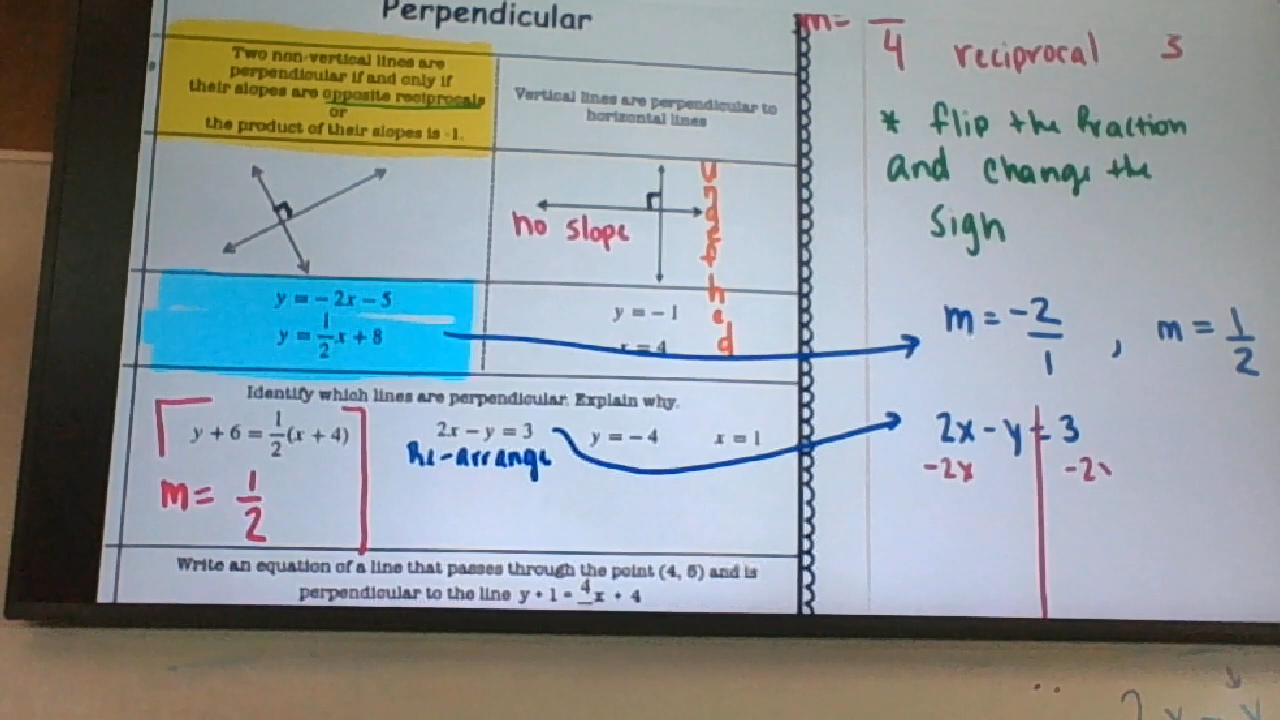 Perpendicular
Two non-vertical lines are
perpendicular if and only if
their slopes are opposite reciprocals
or
the product of their slopes is -1.
Vertical lines are perpendicular to
horizontal lines
no slope
undefined
y = -2x - 5
y = 1/2 x + 8
y = -1
x = 4
Identify which lines are perpendicular. Explain why.
y + 6 = 1/2 (x + 4)
2x - y = 3
y = -4
x = 1
Re-arrange
m = 1/2
Write an equation of a line that passes through the point (4, 6) and is
perpendicular to the line y + 1 = 4 x + 4
m= 4 reciprocal 3
* flip the fraction
and change the
sign
m = -2/1 , m = 1/2
2x - y = 3
-2x -2x